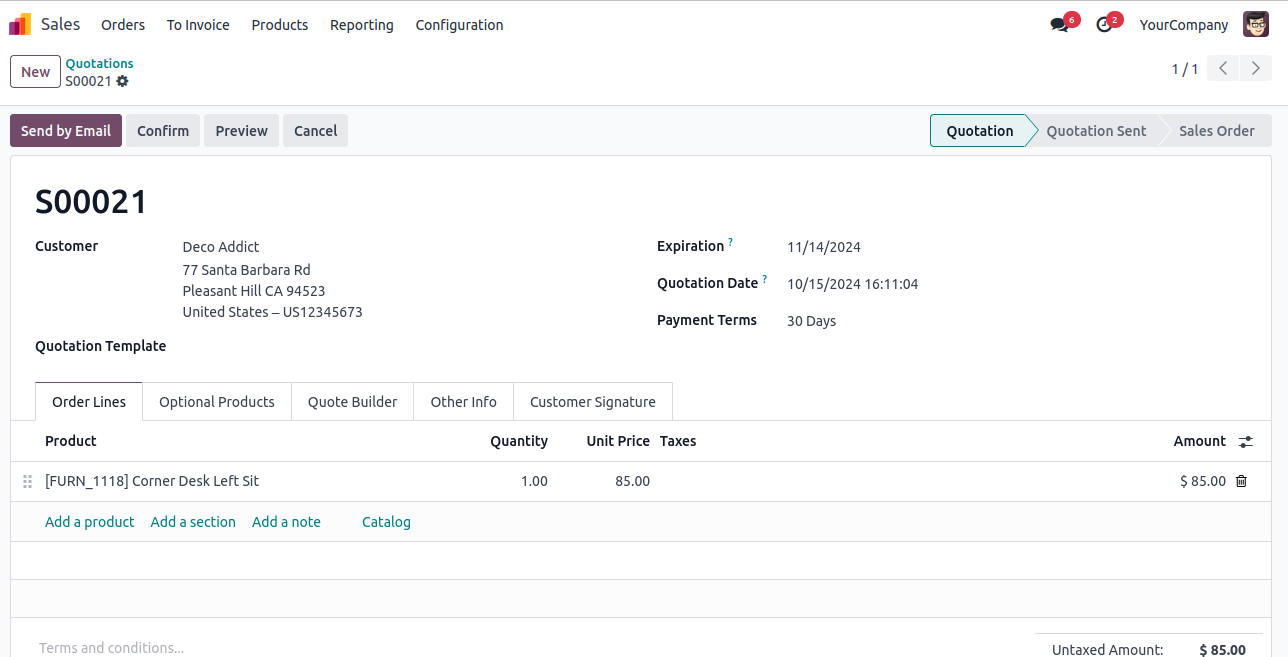 Sales Orders To Invoice Products Reporting Configuration 6 2 YourCompany
New Quotations
S00021
1 / 1
Send by Email Confirm Preview Cancel Quotation Quotation Sent Sales Order
S00021
Customer Deco Addict
77 Santa Barbara Rd
Pleasant Hill CA 94523
United States – US12345673
Quotation Template
Expiration ? 11/14/2024
Quotation Date ? 10/15/2024 16:11:04
Payment Terms 30 Days
Order Lines Optional Products Quote Builder Other Info Customer Signature
Product Quantity Unit Price Taxes Amount
[FURN_1118] Corner Desk Left Sit 1.00 85.00 $ 85.00
Add a product Add a section Add a note Catalog
Terms and conditions...
Untaxed Amount: $ 85.00